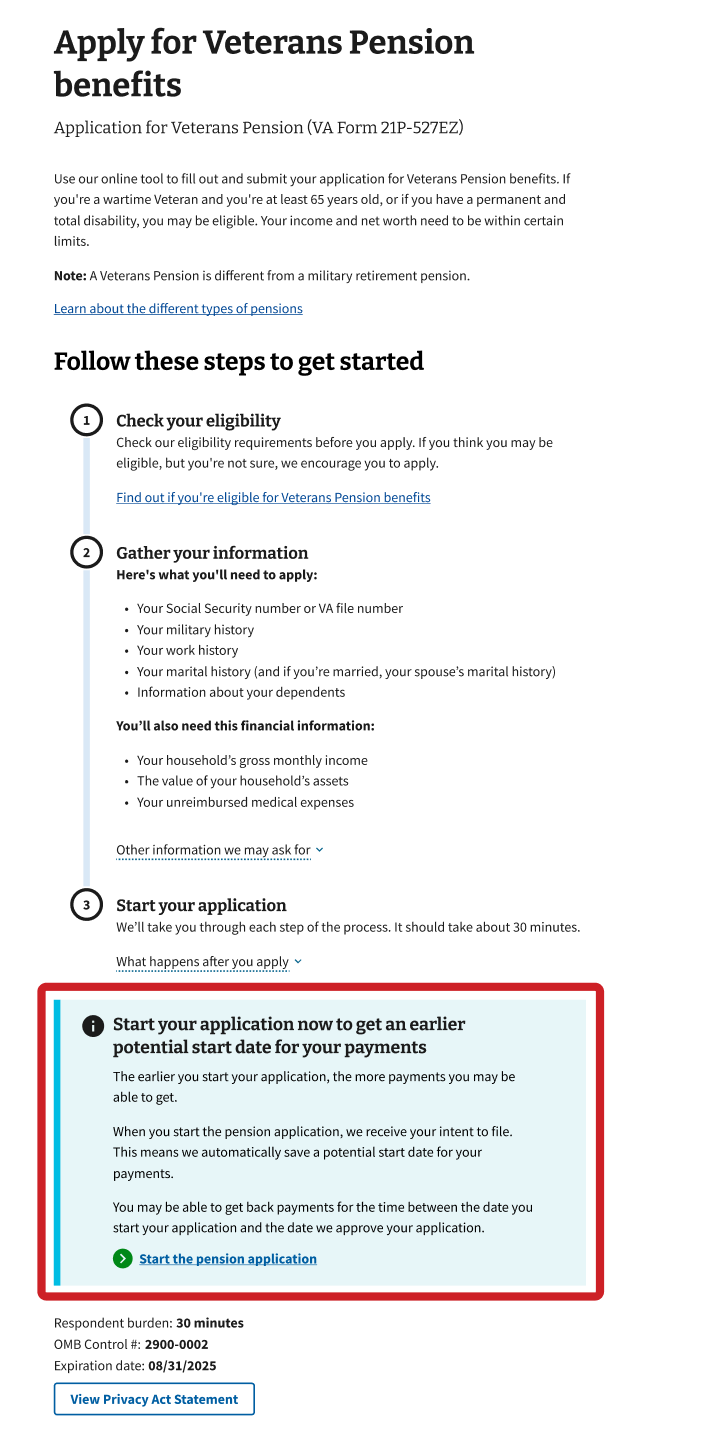 Apply for Veterans Pension
benefits
Application for Veterans Pension (VA Form 21P-527EZ)
Use our online tool to fill out and submit your application for Veterans Pension benefits. If
you're a wartime Veteran and you're at least 65 years old, or if you have a permanent and
total disability, you may be eligible. Your income and net worth need to be within certain
limits.
Note: A Veterans Pension is different from a military retirement pension.
Learn about the different types of pensions
Follow these steps to get started
1
Check your eligibility
Check our eligibility requirements before you apply. If you think you may be
eligible, but you're not sure, we encourage you to apply.
Find out if you're eligible for Veterans Pension benefits
2
Gather your information
Here's what you'll need to apply:
• Your Social Security number or VA file number
• Your military history
• Your work history
• Your marital history (and if you’re married, your spouse’s marital history)
• Information about your dependents
You’ll also need this financial information:
• Your household’s gross monthly income
• The value of your household’s assets
• Your unreimbursed medical expenses
Other information we may ask for
3
Start your application
We’ll take you through each step of the process. It should take about 30 minutes.
What happens after you apply
Start your application now to get an earlier
potential start date for your payments
The earlier you start your application, the more payments you may be
able to get.
When you start the pension application, we receive your intent to file.
This means we automatically save a potential start date for your
payments.
You may be able to get back payments for the time between the date you
start your application and the date we approve your application.
Start the pension application
Respondent burden: 30 minutes
OMB Control #: 2900-0002
Expiration date: 08/31/2025
View Privacy Act Statement